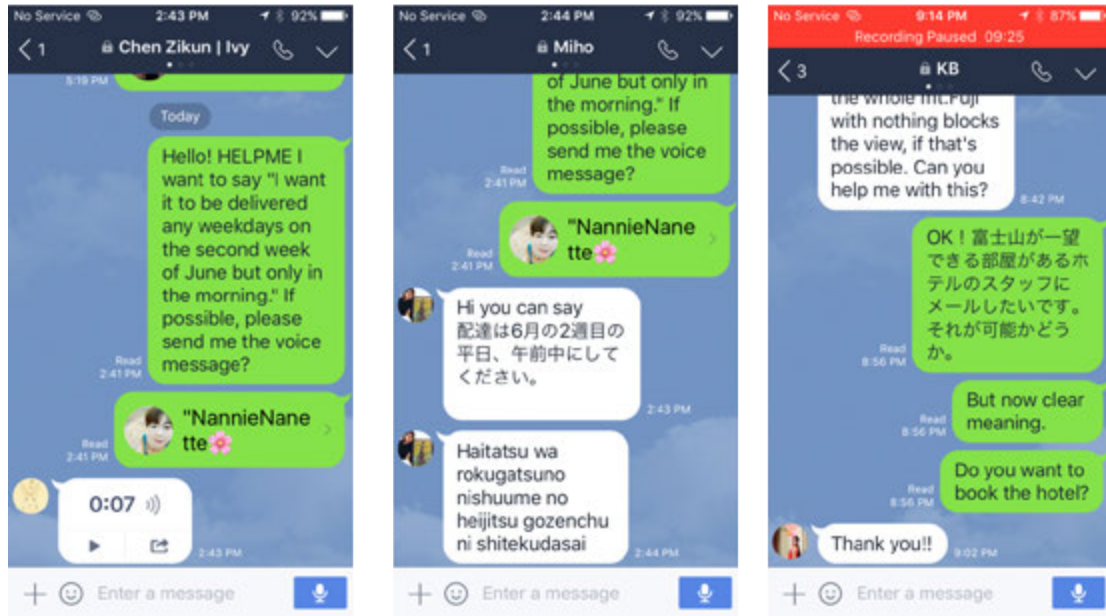 No Service
2:43 PM
92%
1
Chen Zikun | Ivy
5:19 PM
Today
Hello! HELPME I
want to say "I want
it to be delivered
any weekdays on
the second week
of June but only in
the morning." If
possible, please
send me the voice
message?
Read
2:41 PM
"NannieNane
tte🌸
Read
2:41 PM
0:07
2:43 PM
Enter a message
No Service
2:44 PM
92%
1
Miho
of June but only in
the morning." If
possible, please
send me the voice
message?
Read
2:41 PM
"NannieNane
tte🌸
Read
2:41 PM
Hi you can say
配達は6月の2週目の
平日、午前中にして
ください。
2:43 PM
Haitatsu wa
rokugatsuno
nishuume no
heijitsu gozenchu
ni shitekudasai
2:44 PM
Enter a message
No Service
9:14 PM
87%
Recording Paused 09:25
3
KB
the whole mt.Fuji
with nothing blocks
the view, if that's
possible. Can you
help me with this?
8:42 PM
OK！富士山が一望
できる部屋があるホ
テルのスタッフに
メールしたいです。
それが可能かどう
か。
Read
8:56 PM
But now clear
meaning.
Read
8:56 PM
Do you want to
book the hotel?
Read
8:56 PM
Thank you!!
9:02 PM
Enter a message